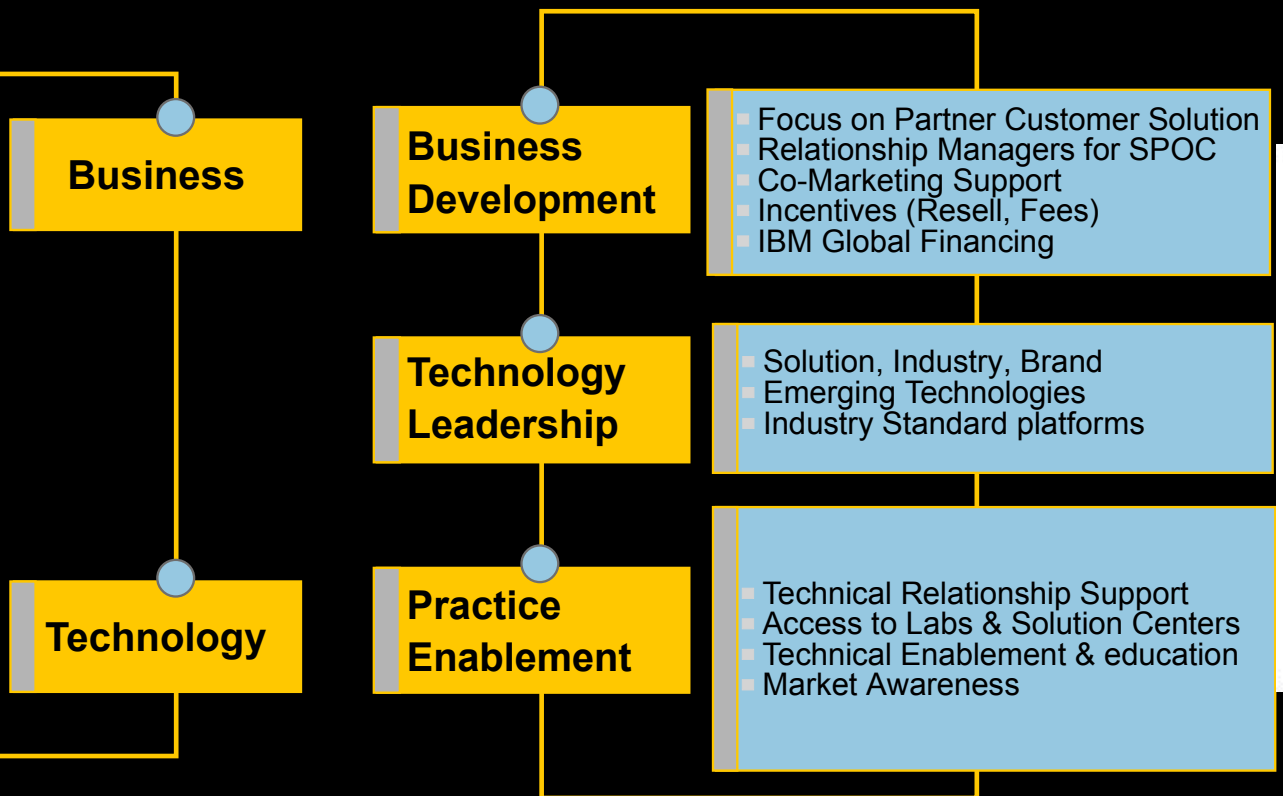 Business
Technology
Business
Development
Technology
Leadership
Practice
Enablement
Focus on Partner Customer Solution
Relationship Managers for SPOC
Co-Marketing Support
Incentives (Resell, Fees)
IBM Global Financing
Solution, Industry, Brand
Emerging Technologies
Industry Standard platforms
Technical Relationship Support
Access to Labs & Solution Centers
Technical Enablement & education
Market Awareness